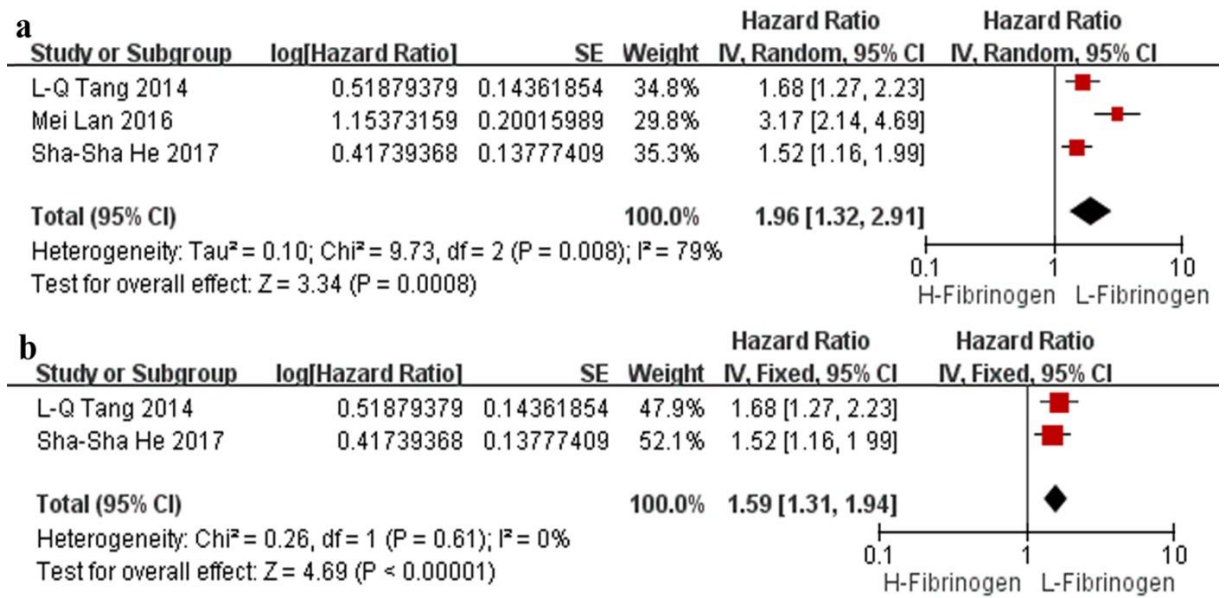 a
Hazard Ratio Hazard Ratio
Study or Subgroup log[Hazard Ratio] SE Weight IV, Random, 95% CI IV, Random, 95% CI
L-Q Tang 2014 0.51879379 0.14361854 34.8% 1.68 [1.27, 2.23]
Mei Lan 2016 1.15373159 0.20015989 29.8% 3.17 [2.14, 4.69]
Sha-Sha He 2017 0.41739368 0.13777409 35.3% 1.52 [1.16, 1.99]
Total (95% CI) 100.0% 1.96 [1.32, 2.91]
Heterogeneity: Tau² = 0.10; Chi² = 9.73, df = 2 (P = 0.008); I² = 79%
Test for overall effect: Z = 3.34 (P = 0.0008)
0.1 1 10
H-Fibrinogen L-Fibrinogen
b
Hazard Ratio Hazard Ratio
Study or Subgroup log[Hazard Ratio] SE Weight IV, Fixed, 95% CI IV, Fixed, 95% CI
L-Q Tang 2014 0.51879379 0.14361854 47.9% 1.68 [1.27, 2.23]
Sha-Sha He 2017 0.41739368 0.13777409 52.1% 1.52 [1.16, 1 99]
Total (95% CI) 100.0% 1.59 [1.31, 1.94]
Heterogeneity: Chi² = 0.26, df = 1 (P = 0.61); I² = 0%
Test for overall effect: Z = 4.69 (P < 0.00001)
0.1 1 10
H-Fibrinogen L-Fibrinogen